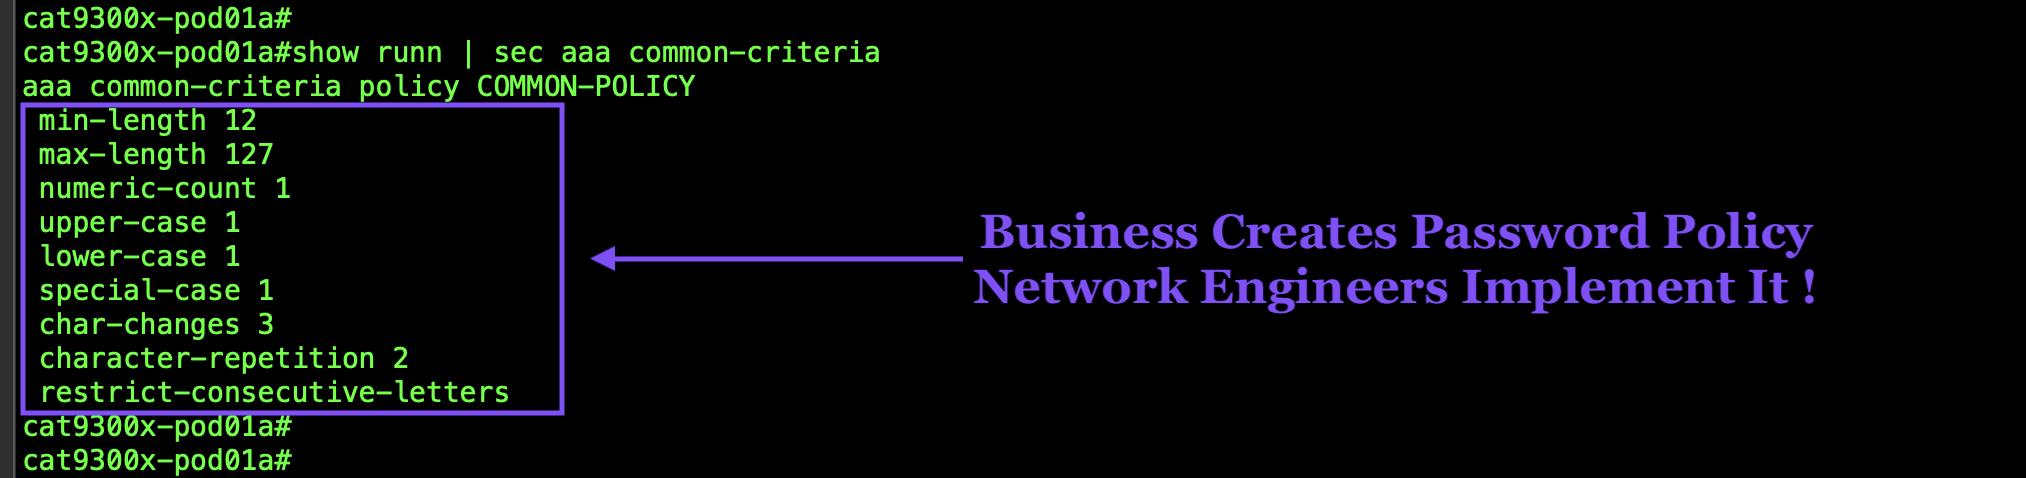 cat9300x-pod01a#
cat9300x-pod01a#show runn | sec aaa common-criteria
aaa common-criteria policy COMMON-POLICY
min-length 12
max-length 127
numeric-count 1
upper-case 1
lower-case 1
special-case 1
char-changes 3
character-repetition 2
restrict-consecutive-letters
cat9300x-pod01a#
cat9300x-pod01a#
Business Creates Password Policy
Network Engineers Implement It !